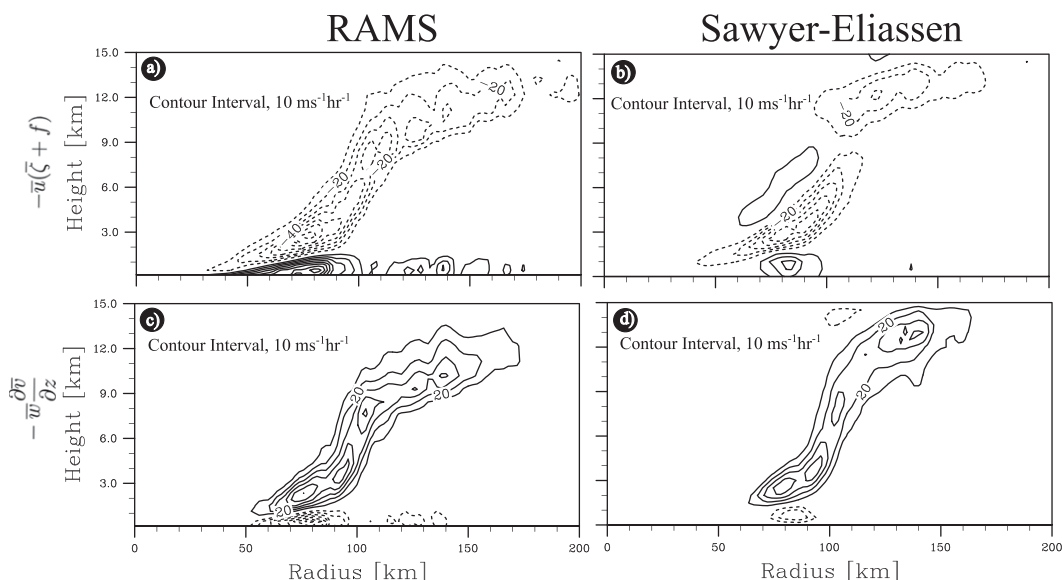 RAMS
Sawyer-Eliassen
a)
Contour Interval, 10 ms⁻¹hr⁻¹
-20
-20
-20
-40
b)
Contour Interval, 10 ms⁻¹hr⁻¹
-20
-20
15.0
12.0
9.0
6.0
3.0
Height [km]
−u̅(ζ̅ + f)
c)
Contour Interval, 10 ms⁻¹hr⁻¹
20
20
20
d)
Contour Interval, 10 ms⁻¹hr⁻¹
20
20
15.0
12.0
9.0
6.0
3.0
Height [km]
−w̅ ∂v̅/∂z
0 50 100 150 200
0 50 100 150 200
Radius [km]
Radius [km]